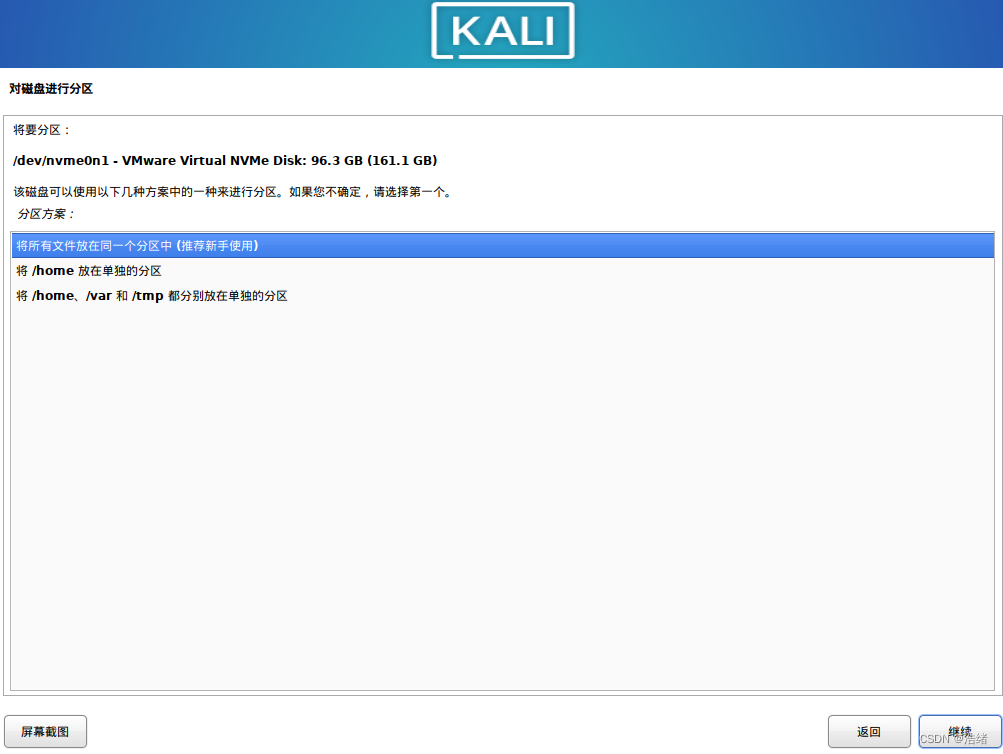 KALI
对磁盘进行分区
将要分区：
/dev/nvme0n1 - VMware Virtual NVMe Disk: 96.3 GB (161.1 GB)
该磁盘可以使用以下几种方案中的一种来进行分区。如果您不确定，请选择第一个。
分区方案：
将所有文件放在同一个分区中 (推荐新手使用)
将 /home 放在单独的分区
将 /home、/var 和 /tmp 都分别放在单独的分区
屏幕截图
返回
继续
CSDN @浩绪